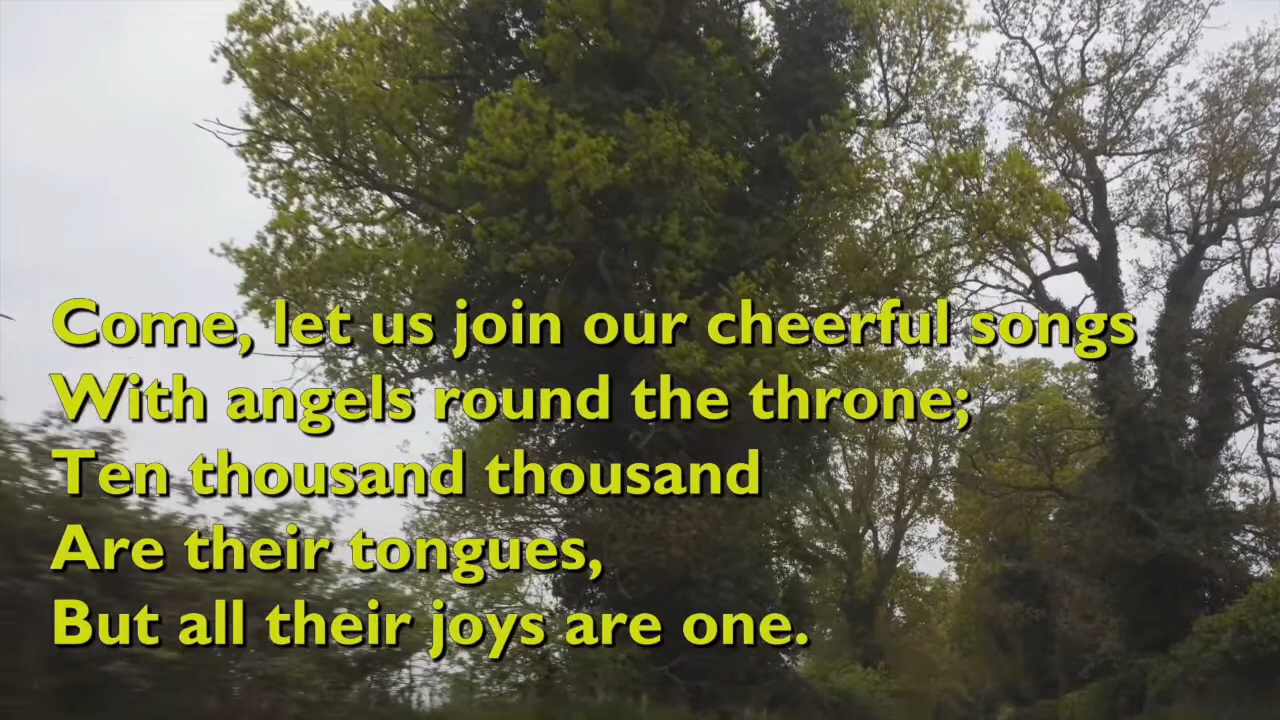 Come, let us join our cheerful songs
With angels round the throne;
Ten thousand thousand
Are their tongues,
But all their joys are one.